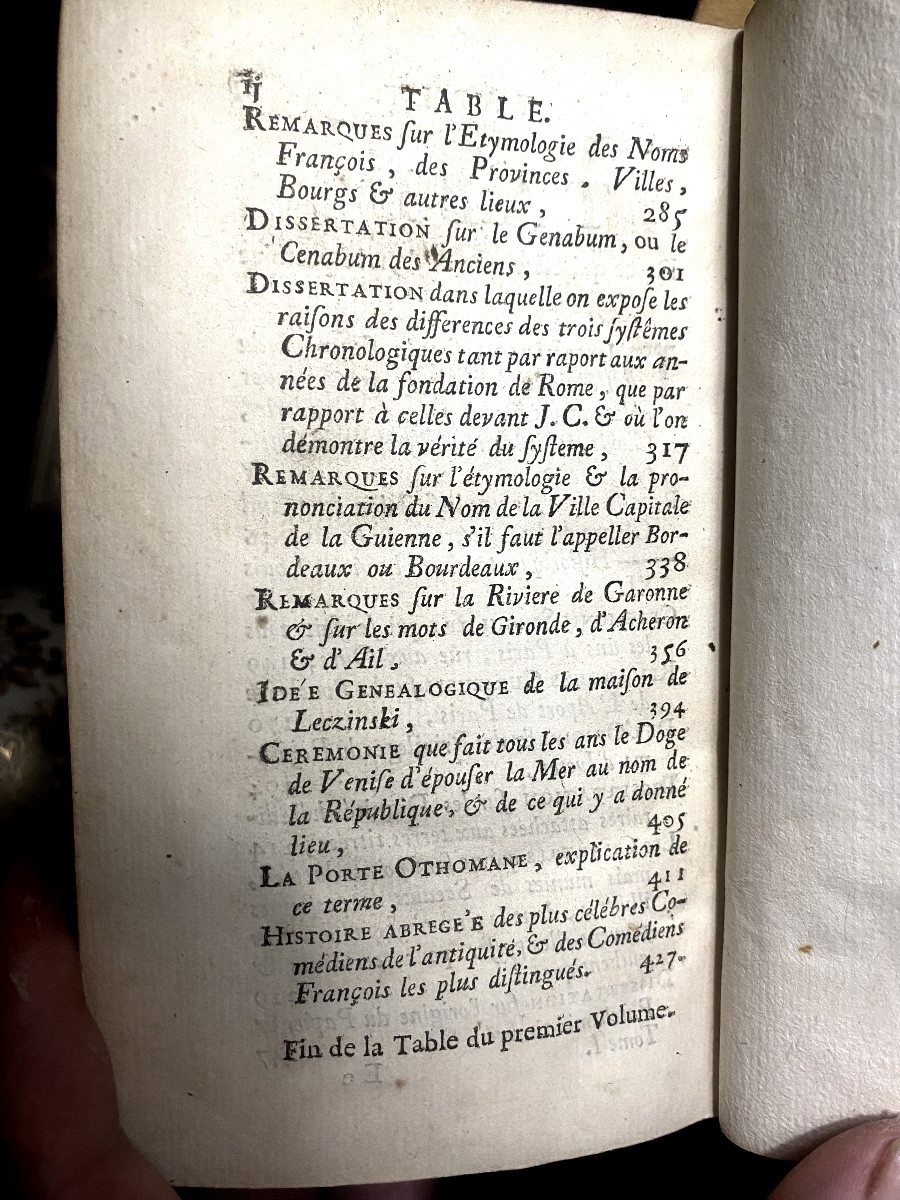 ij TABLE.
REMARQUES ſur l'Etymologie des Noms
François, des Provinces. Villes,
Bourgs & autres lieux, 285
DISSERTATION ſur le Genabum, ou le
Cenabum des Anciens, 301
DISSERTATION dans laquelle on expoſe les
raiſons des differences des trois ſyſtêmes
Chronologiques tant par raport aux an-
nées de la fondation de Rome, que par
rapport à celles devant J. C. & où l'on
démontre la vérité du ſyſteme, 317
REMARQUES ſur l'étymologie & la pro-
nonciation du Nom de la Ville Capitale
de la Guienne, s'il faut l'appeller Bor-
deaux ou Bourdeaux, 338
REMARQUES ſur la Riviere de Garonne
& ſur les mots de Gironde, d'Acheron
& d'Ail, 356
IDE'E GENEALOGIQUE de la maiſon de
Leczinski, 394
CEREMONIE que fait tous les ans le Doge
de Veniſe d'épouſer la Mer au nom de
la République, & de ce qui y a donné
lieu, 405
LA PORTE OTHOMANE, explication de
ce terme, 411
HISTOIRE ABREGE'E des plus célébres Co-
médiens de l'antiquité, & des Comédiens
François les plus diſtingués. 427.
Fin de la Table du premier Volume.